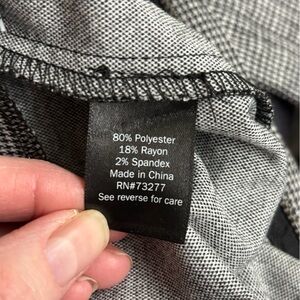 80% Polyester
18% Rayon
2% Spandex
Made in China
RN#73277
See reverse for care